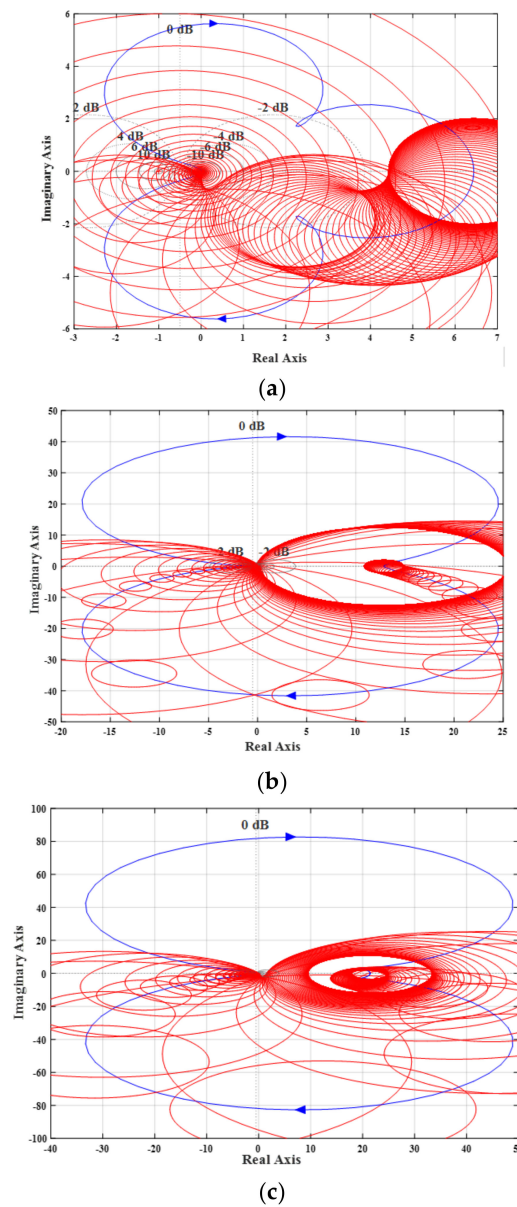 6
0 dB
4
2 dB
-2 dB
2
4 dB
-4 dB
6 dB
-6 dB
10 dB
-10 dB
0
-2
-4
-6
-3 -2 -1 0 1 2 3 4 5 6 7
Imaginary Axis
Real Axis
(a)
50
0 dB
40
30
20
10
2 dB
-2 dB
0
-10
-20
-30
-40
-50
-20 -15 -10 -5 0 5 10 15 20 25
Imaginary Axis
Real Axis
(b)
100
0 dB
80
60
40
20
0
-20
-40
-60
-80
-100
-40 -30 -20 -10 0 10 20 30 40 50
Imaginary Axis
Real Axis
(c)